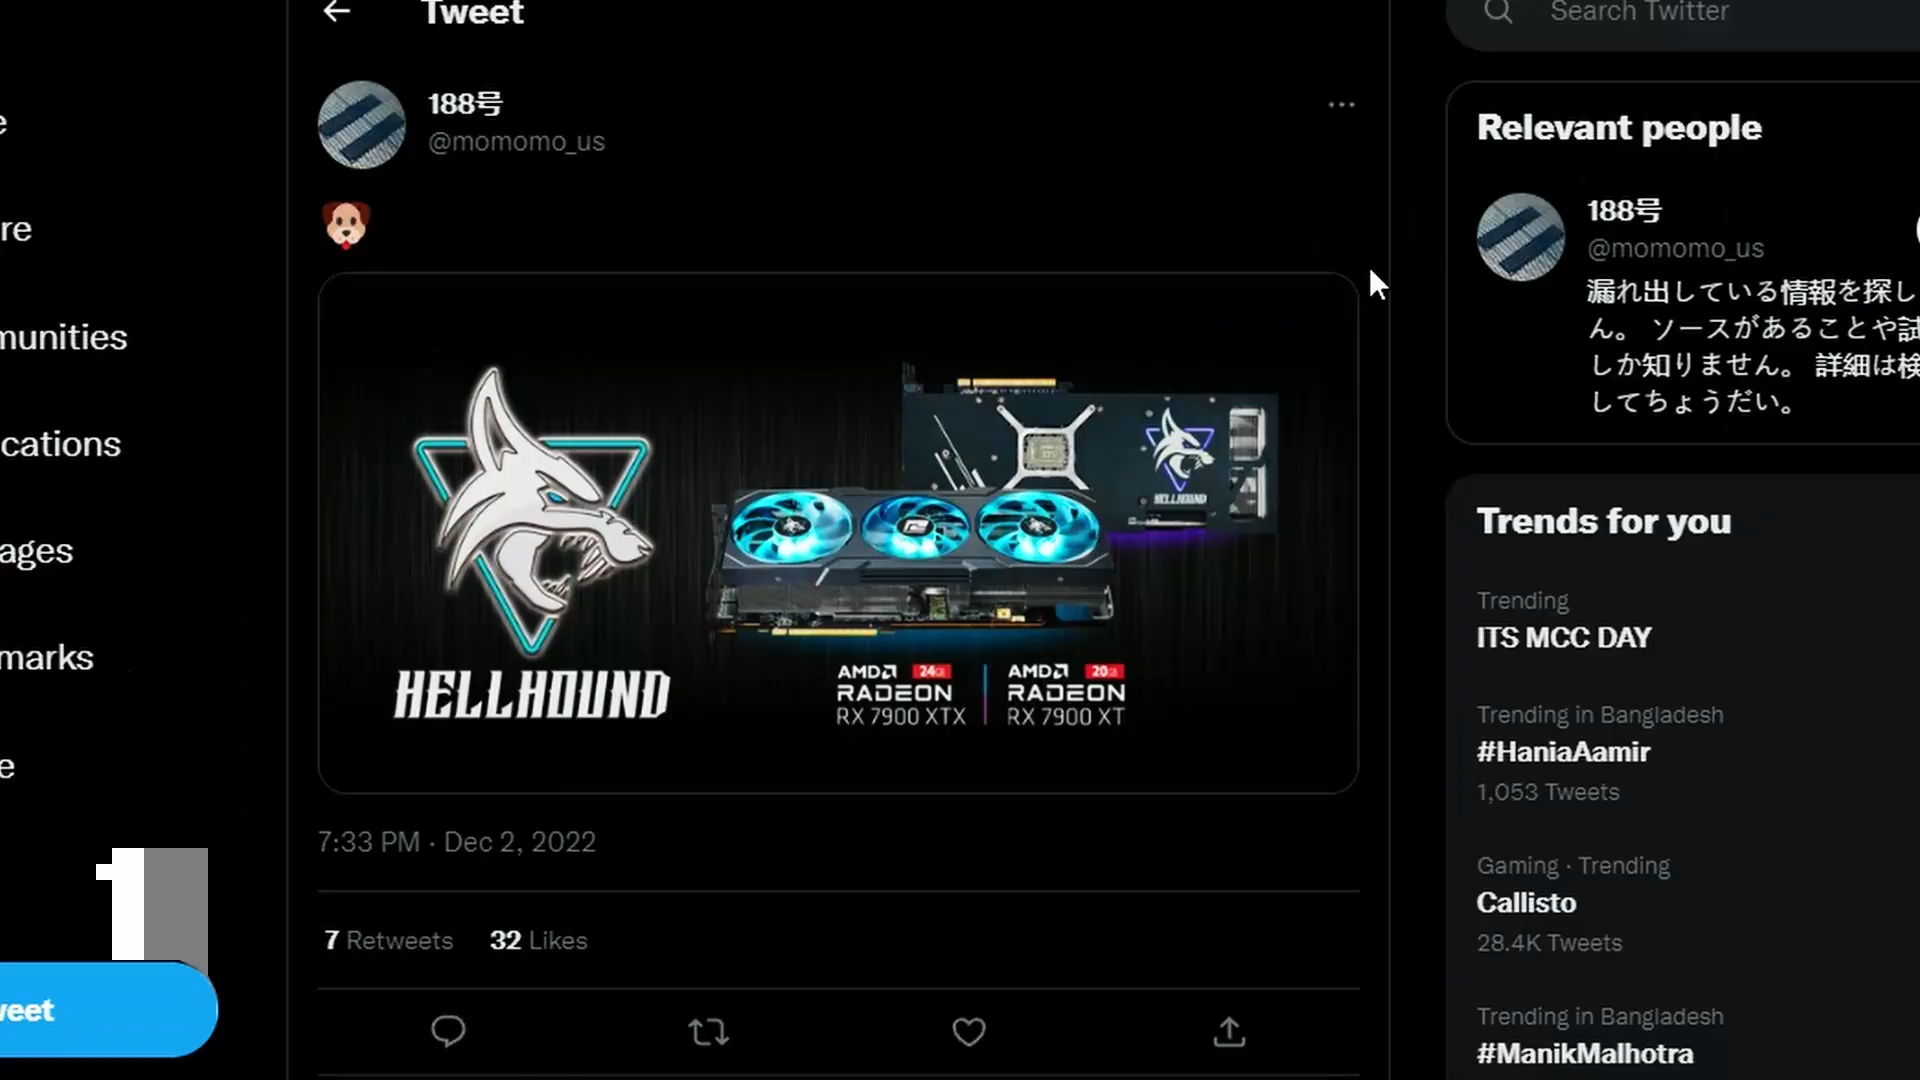 Tweet
Search Twitter
e
re
munities
cations
ages
marks
e
weet
188号
@momomo_us
HELLHOUND
HELLHOUND
AMD 24GB
RADEON
RX 7900 XTX
AMD 20GB
RADEON
RX 7900 XT
7:33 PM · Dec 2, 2022
7 Retweets 32 Likes
1
Relevant people
188号
@momomo_us
漏れ出している情報を探し
ん。 ソースがあることや試
しか知りません。 詳細は検
してちょうだい。
Trends for you
Trending
ITS MCC DAY
Trending in Bangladesh
#HaniaAamir
1,053 Tweets
Gaming · Trending
Callisto
28.4K Tweets
Trending in Bangladesh
#ManikMalhotra